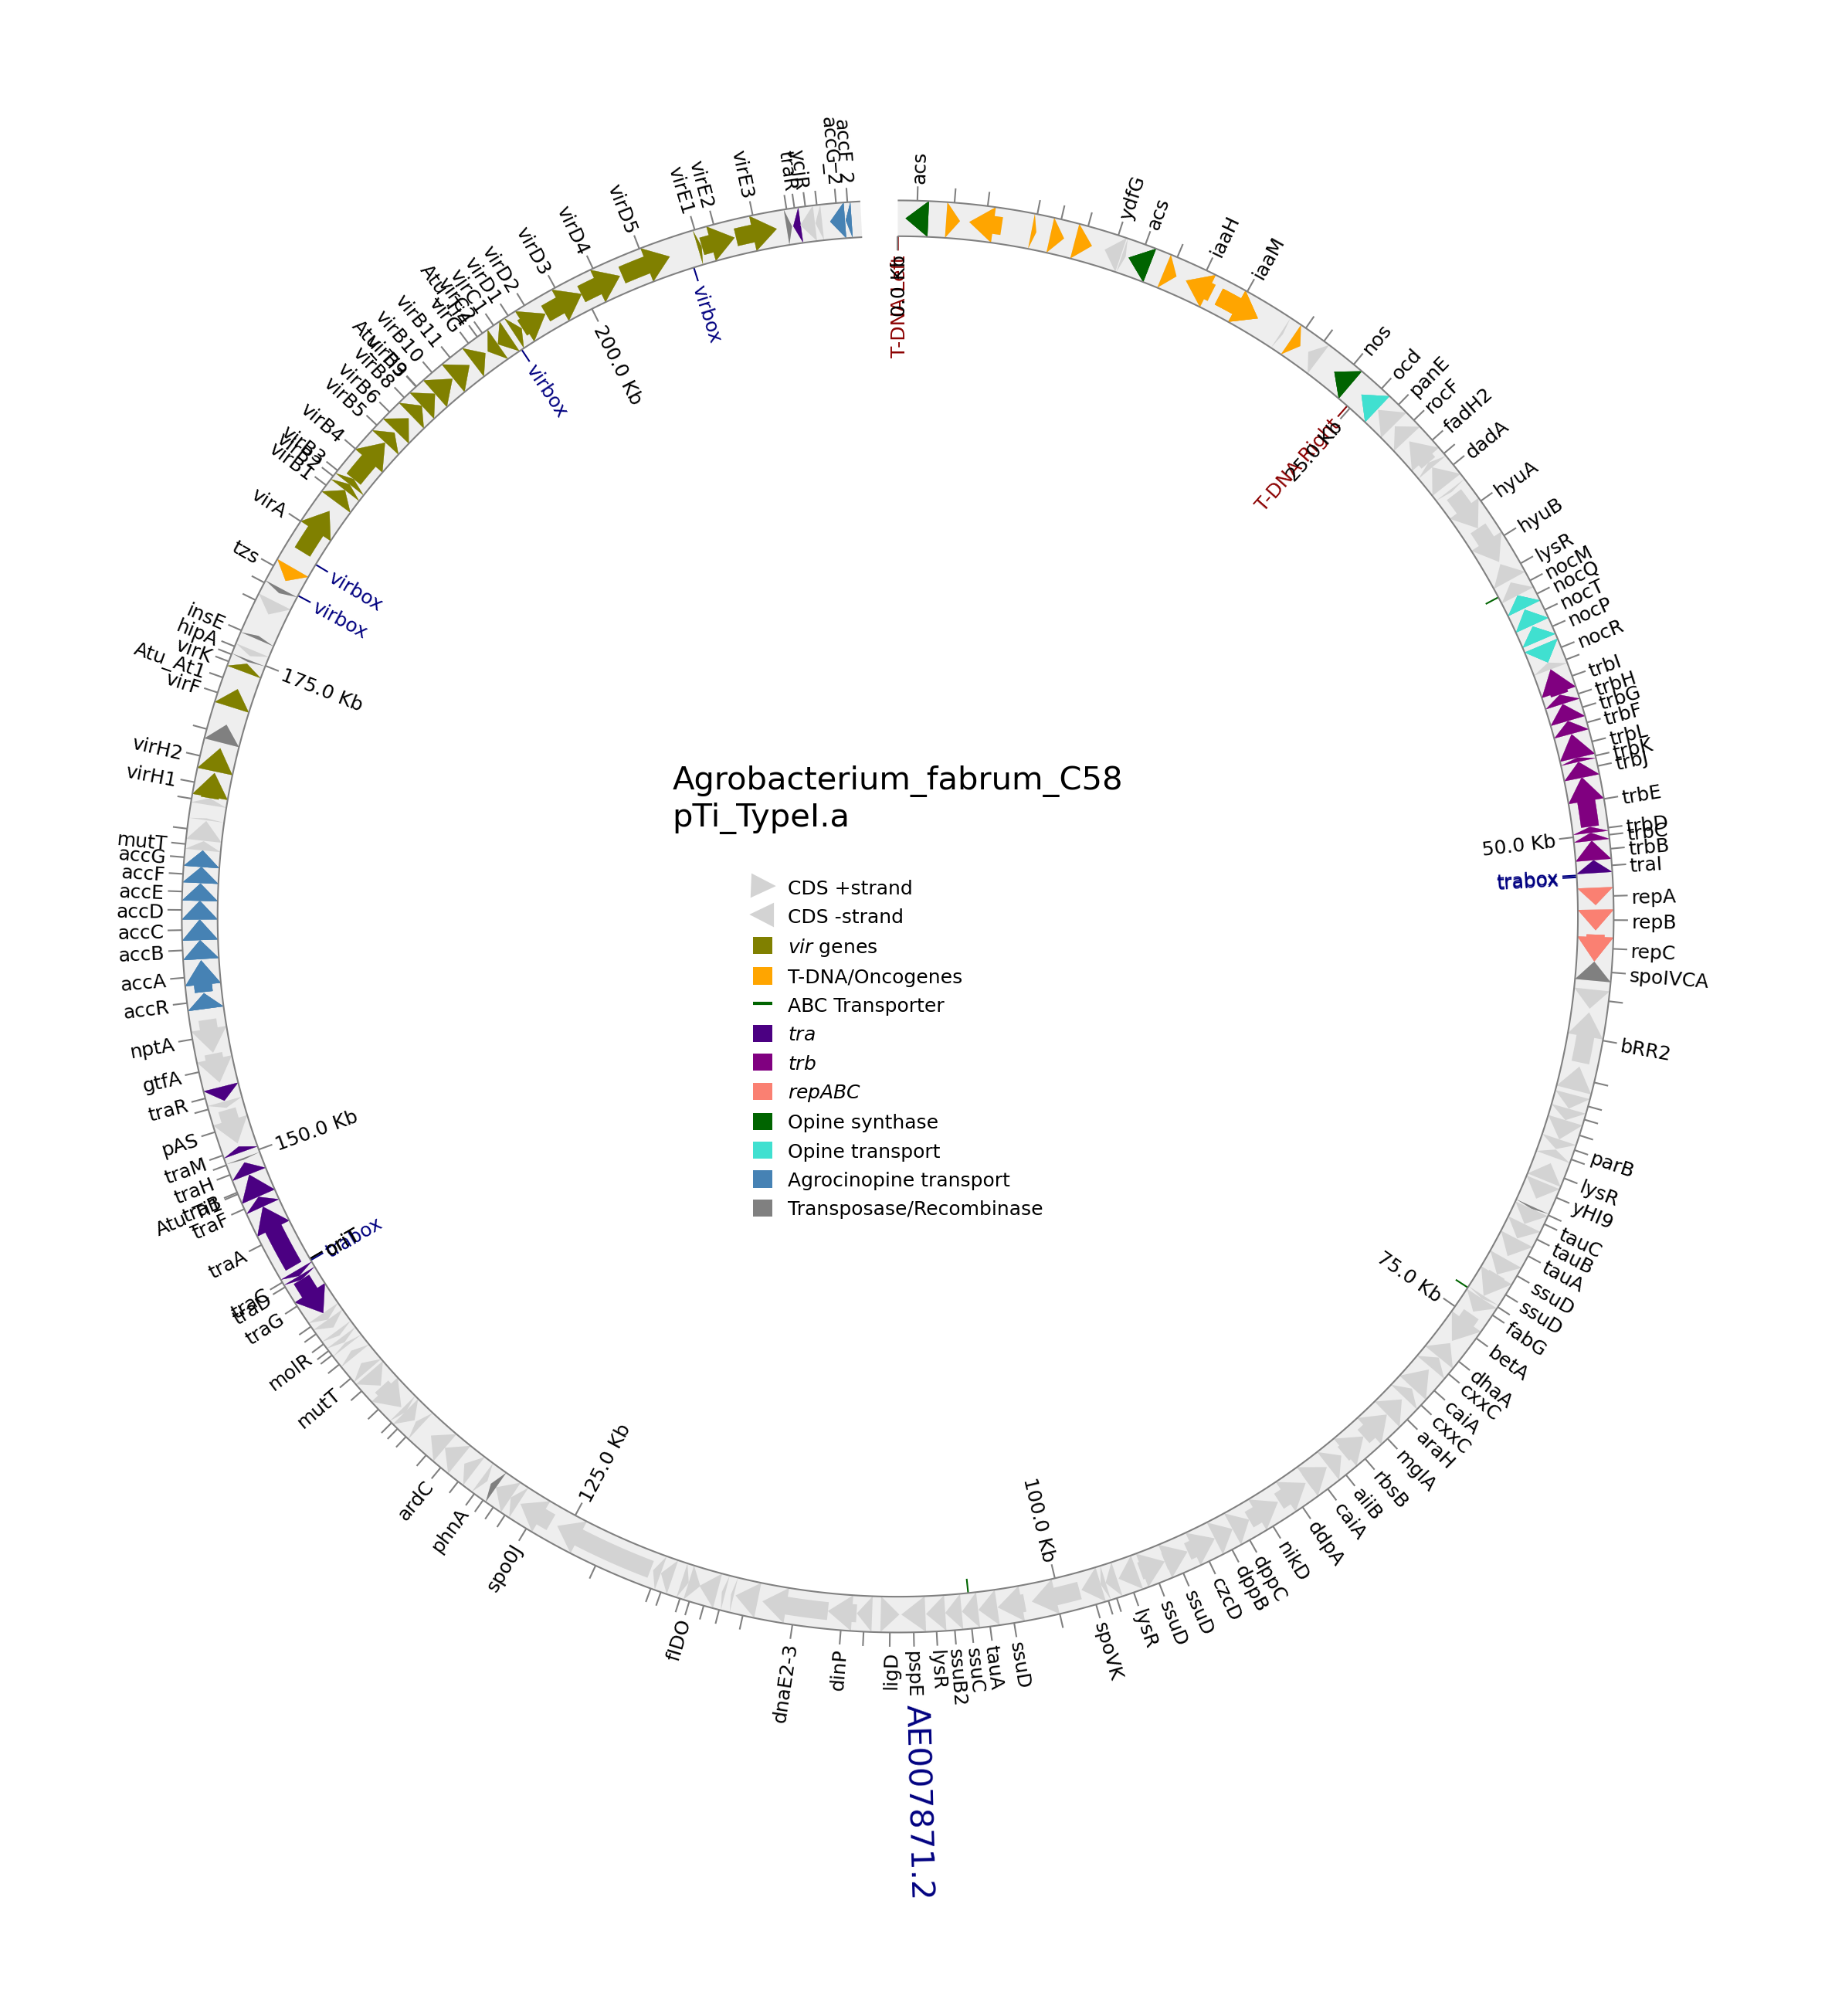 Agrobacterium_fabrum_C58
pTi_TypeI.a
CDS +strand
CDS -strand
vir genes
T-DNA/Oncogenes
ABC Transporter
tra
trb
repABC
Opine synthase
Opine transport
Agrocinopine transport
Transposase/Recombinase
acs
ydfG
acs
iaaH
iaaM
nos
ocd
panE
rocF
fadH2
dadA
hyuA
hyuB
lysR
nocM
nocQ
nocT
nocP
nocR
trbI
trbH
trbG
trbF
trbL
trbK
trbJ
trbE
trbD
trbC
trbB
traI
repA
repB
repC
spoIVCA
bRR2
parB
lysR
yHI9
tauC
tauB
tauA
ssuD
ssuD
fabG
betA
dhaA
cxxC
caiA
cxxC
araH
mglA
rbsB
aiiB
caiA
ddpA
nikD
dppC
dppB
czcD
ssuD
ssuD
lysR
spoVK
ssuD
tauA
ssuC
ssuB2
lysR
pspE
ligD
dinP
dnaE2-3
flDO
spo0J
phnA
ardC
mutT
molR
traG
traD
traC
traA
traF
traB
traH
traM
pAS
traR
gtfA
nptA
accR
accA
accB
accC
accD
accE
accF
accG
mutT
virH1
virH2
virF
Atu_At1
virK
hipA
insE
tzs
virA
virB1
virB2
virB3
virB4
virB5
virB6
virB8
virB9
virB10
virB11
virG
virC2
virC1
virD1
virD2
virD3
virD4
virD5
virE1
virE2
virE3
traR
ycjR
accG_2
accE_2
0.0 Kb
T-DNA Right
25.0 Kb
50.0 Kb
trabox
75.0 Kb
100.0 Kb
125.0 Kb
oriT
trabox
150.0 Kb
175.0 Kb
virbox
virbox
virbox
200.0 Kb
virbox
AE007871.2